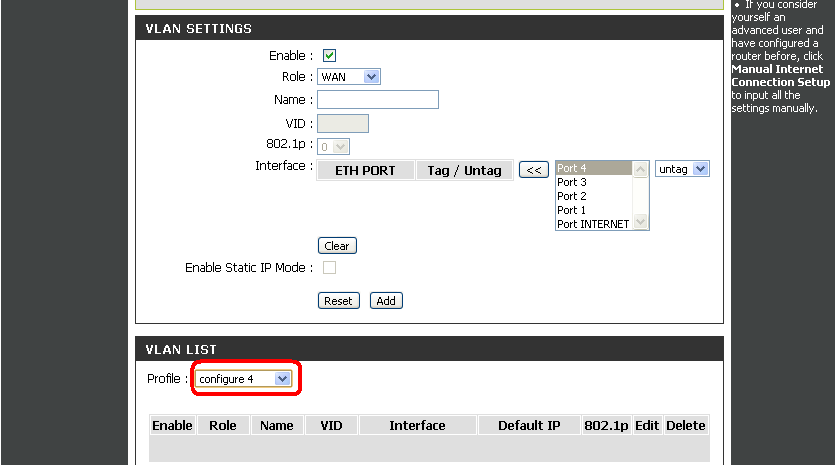 VLAN SETTINGS
Enable :
Role : WAN
Name :
VID :
802.1p : 0
Interface : ETH PORT Tag / Untag << Port 4 untag
Port 3
Port 2
Port 1
Port INTERNET
Clear
Enable Static IP Mode :
Reset Add
VLAN LIST
Profile : configure 4
Enable Role Name VID Interface Default IP 802.1p Edit Delete
• If you consider
yourself an
advanced user and
have configured a
router before, click
Manual Internet
Connection Setup
to input all the
settings manually.